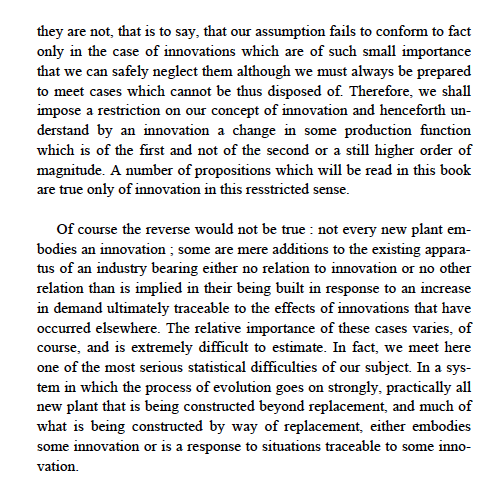 they are not, that is to say, that our assumption fails to conform to fact
only in the case of innovations which are of such small importance
that we can safely neglect them although we must always be prepared
to meet cases which cannot be thus disposed of. Therefore, we shall
impose a restriction on our concept of innovation and henceforth un-
derstand by an innovation a change in some production function
which is of the first and not of the second or a still higher order of
magnitude. A number of propositions which will be read in this book
are true only of innovation in this resstricted sense.
Of course the reverse would not be true : not every new plant em-
bodies an innovation ; some are mere additions to the existing appara-
tus of an industry bearing either no relation to innovation or no other
relation than is implied in their being built in response to an increase
in demand ultimately traceable to the effects of innovations that have
occurred elsewhere. The relative importance of these cases varies, of
course, and is extremely difficult to estimate. In fact, we meet here
one of the most serious statistical difficulties of our subject. In a sys-
tem in which the process of evolution goes on strongly, practically all
new plant that is being constructed beyond replacement, and much of
what is being constructed by way of replacement, either embodies
some innovation or is a response to situations traceable to some inno-
vation.